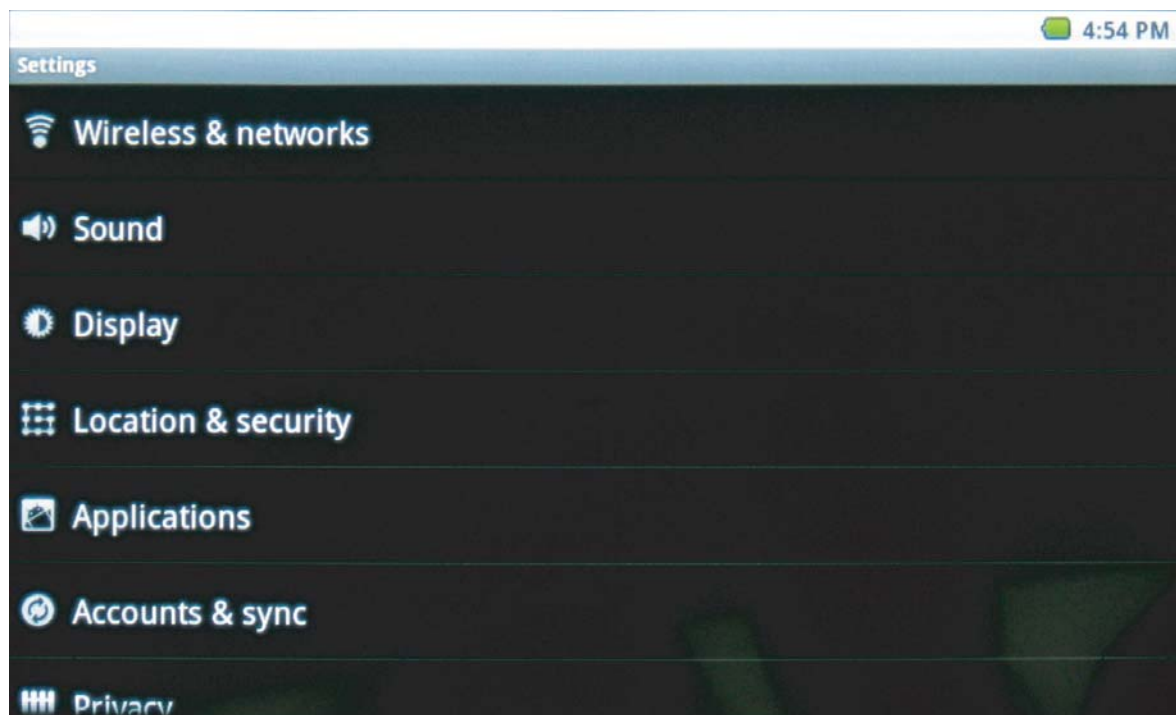 4:54 PM
Settings
Wireless & networks
Sound
Display
Location & security
Applications
Accounts & sync
Privacy